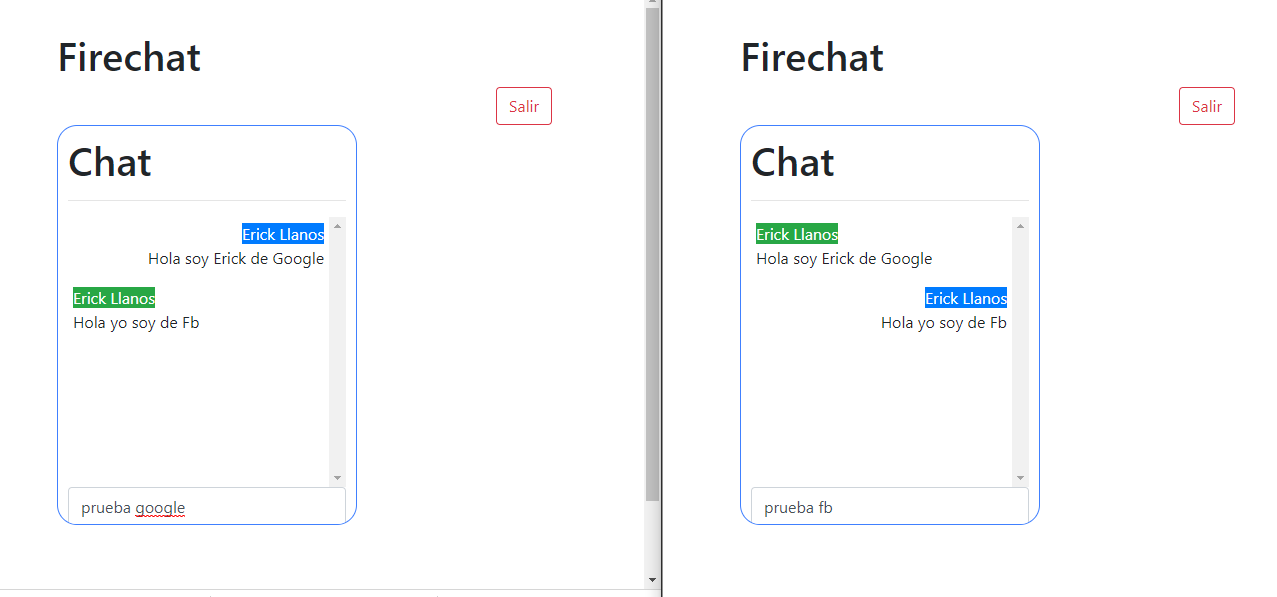 Firechat
Salir
Chat
Erick Llanos
Hola soy Erick de Google
Erick Llanos
Hola yo soy de Fb
prueba google
Firechat
Salir
Chat
Erick Llanos
Hola soy Erick de Google
Erick Llanos
Hola yo soy de Fb
prueba fb